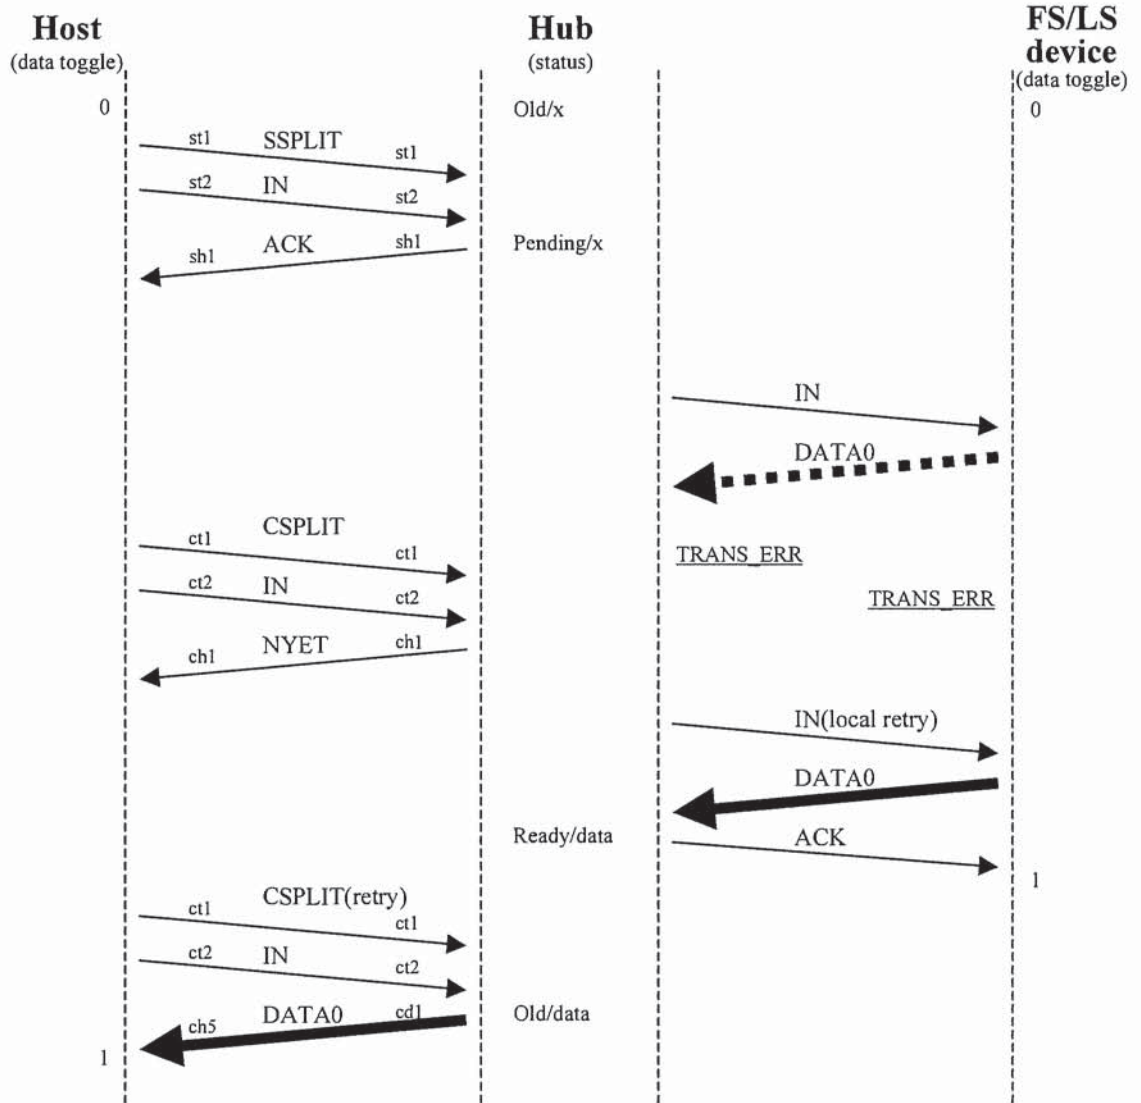 Host
(data toggle)
Hub
(status)
FS/LS
device
(data toggle)
0
Old/x
0
st1 SSPLIT st1
st2 IN st2
ACK sh1
sh1
Pending/x
IN
DATA0
CSPLIT
ct1 ct1
TRANS_ERR
ct2 IN ct2
TRANS_ERR
NYET ch1
ch1
IN(local retry)
DATA0
Ready/data
ACK
1
CSPLIT(retry)
ct1 ct1
ct2 IN ct2
DATA0 cd1
ch5
Old/data
1